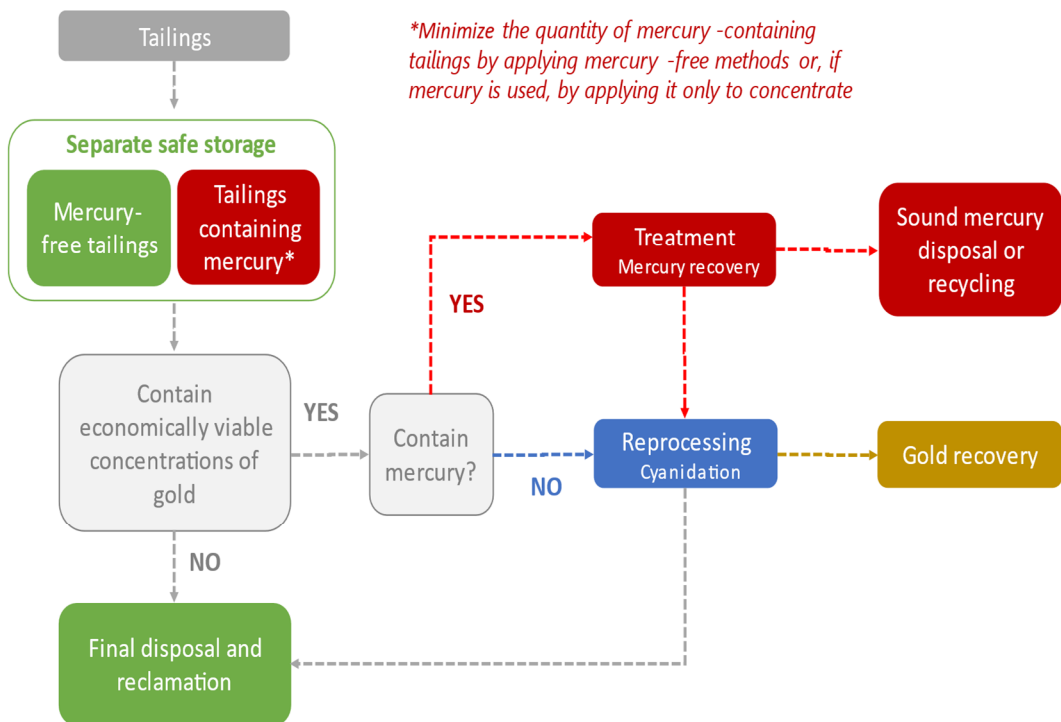 Tailings
*Minimize the quantity of mercury -containing
tailings by applying mercury -free methods or, if
mercury is used, by applying it only to concentrate
Separate safe storage
Mercury-
free tailings
Tailings
containing
mercury*
Treatment
Mercury recovery
Sound mercury
disposal or
recycling
YES
Contain
economically viable
concentrations of
gold
YES
Contain
mercury?
NO
Reprocessing
Cyanidation
Gold recovery
NO
Final disposal and
reclamation